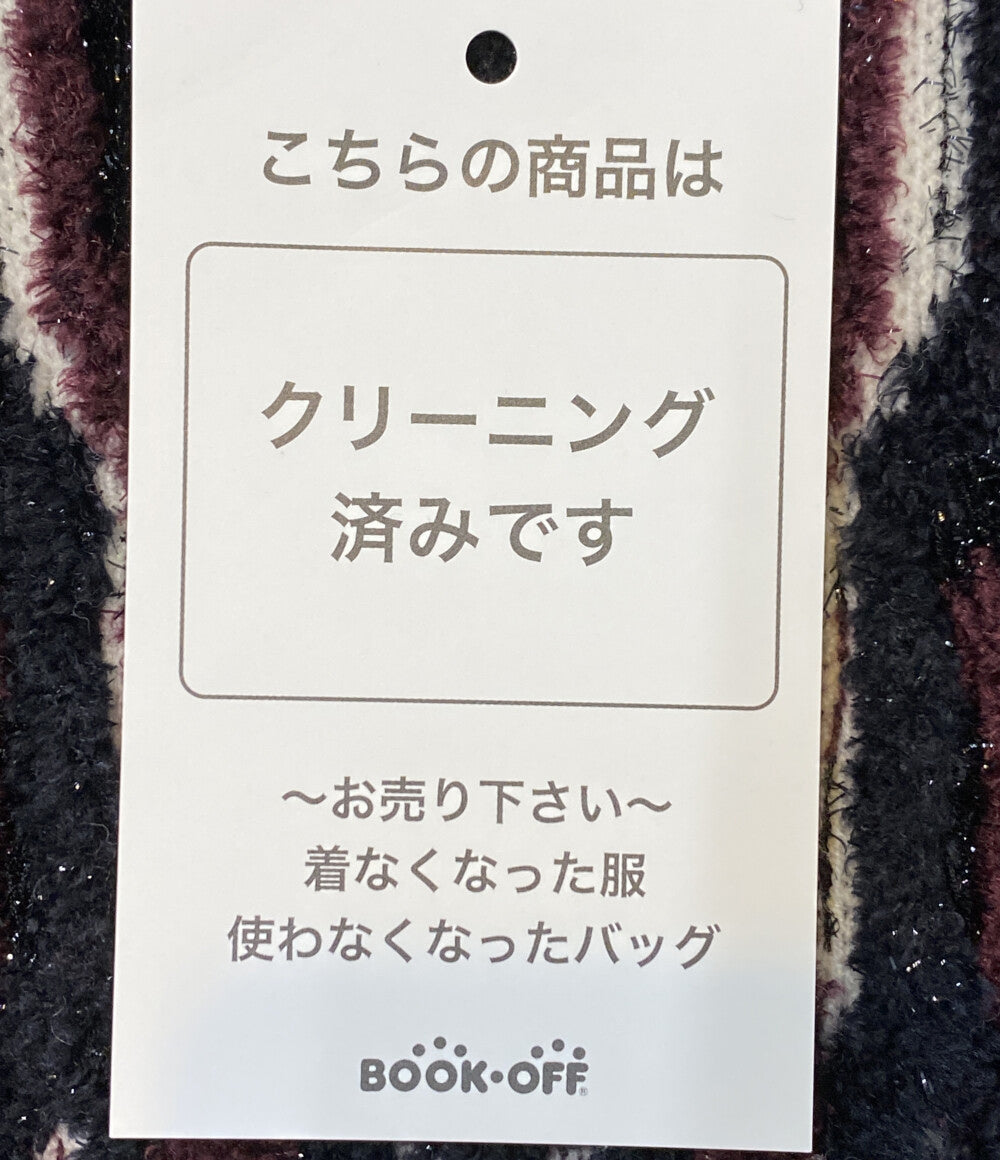 こちらの商品は
クリーニング
済みです
～お売り下さい～
着なくなった服
使わなくなったバッグ
BOOK・OFF®